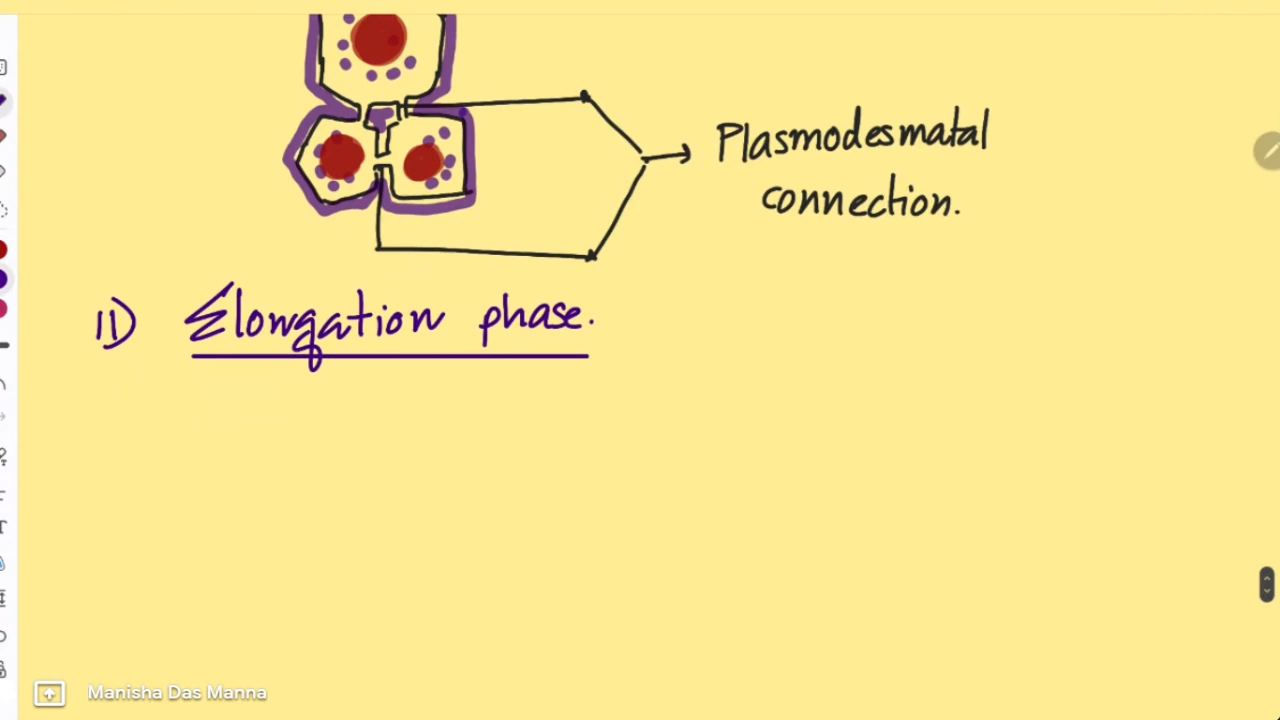 Plasmodesmatal
connection.
II) Elongation phase.
Manisha Das Manna